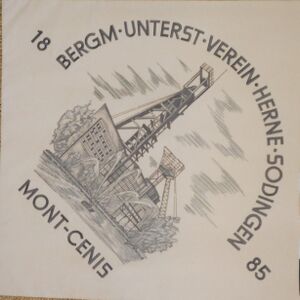 18
BERGM·UNTERST·VEREIN·HERNE·SODINGEN·
85
MONT-CENIS